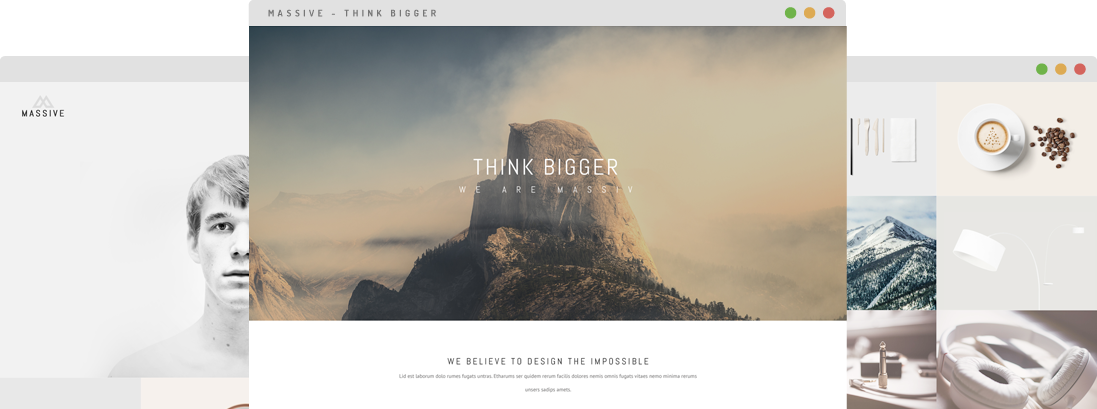 MASSIVE - THINK BIGGER
MASSIVE
THINK BIGGER
WE ARE MASSIV
WE BELIEVE TO DESIGN THE IMPOSSIBLE
Lid est laborum dolo rumes fugats untras. Etharums ser quidem rerum facilis dolores nemis omnis fugats vitaes nemo minima rerums
unsers sadips amets.